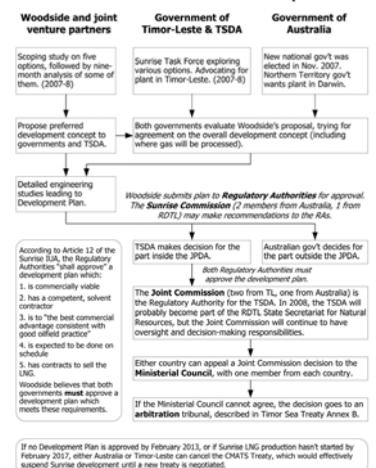 Woodside and joint
venture partners
Government of
Timor-Leste & TSDA
Government of
Australia
Scoping study on five
options, followed by nine-
month analysis of some of
them. (2007-8)
Sunrise Task Force exploring
various options. Advocating for
plant in Timor-Leste. (2007-8)
New national gov't was
elected in Nov. 2007.
Northern Territory gov't
wants plant in Darwin.
Propose preferred
development concept to
governments and TSDA.
Both governments evaluate Woodside's proposal, trying for
agreement on the overall development concept (including
where gas will be processed).
Detailed engineering
studies leading to
Development Plan.
Woodside submits plan to Regulatory Authorities for approval.
The Sunrise Commission (2 members from Australia, 1 from
RDTL) may make recommendations to the RAs.
According to Article 12 of the
Sunrise IUA, the Regulatory
Authorities "shall approve" a
development plan which:
1. is commercially viable
2. has a competent, solvent
contractor
3. is to "the best commercial
advantage consistent with
good oilfield practice"
4. is expected to be done on
schedule
5. has contracts to sell the
LNG.
Woodside believes that both
governments must approve a
development plan which
meets these requirements.
TSDA makes decision for the
part inside the JPDA.
Australian gov't decides for
the part outside the JPDA.
Both Regulatory Authorities must
approve the development plan.
The Joint Commission (two from TL, one from Australia) is
the Regulatory Authority for the TSDA. In 2008, the TSDA will
probably become part of the RDTL State Secretariat for Natural
Resources, but the Joint Commission will continue to have
oversight and decision-making responsibilities.
Either country can appeal a Joint Commission decision to the
Ministerial Council, with one member from each country.
If the Ministerial Council cannot agree, the decision goes to an
arbitration tribunal, described in Timor Sea Treaty Annex B.
If no Development Plan is approved by February 2013, or if Sunrise LNG production hasn't started by
February 2017, either Australia or Timor-Leste can cancel the CMATS Treaty, which would effectively
suspend Sunrise development until a new treaty is negotiated.